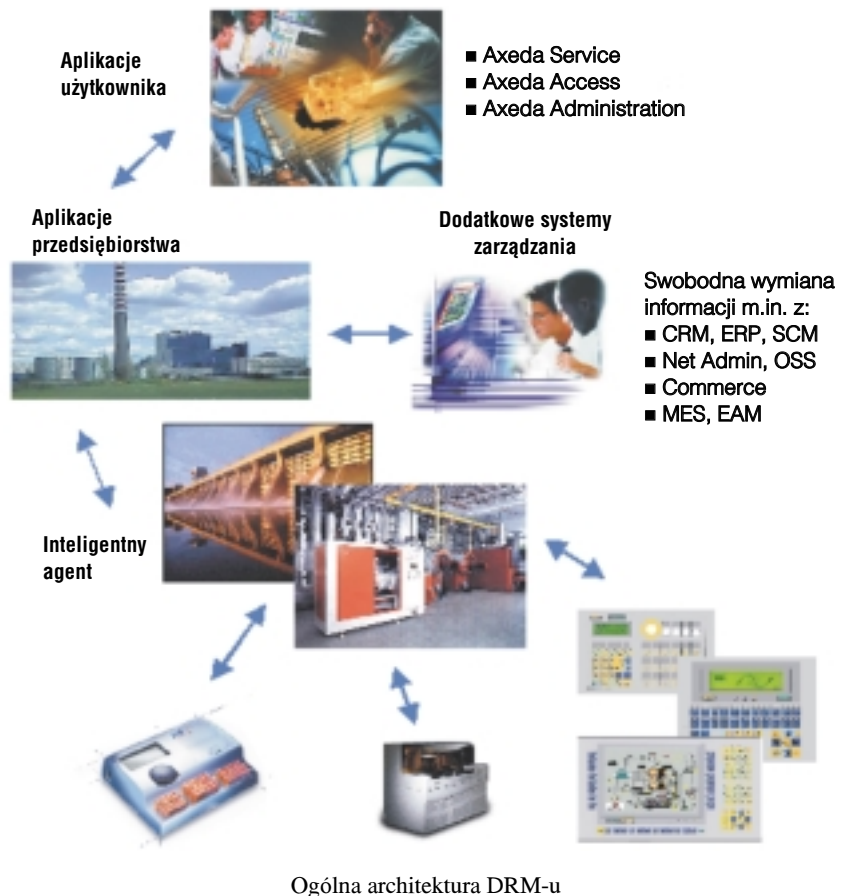 Aplikacje
użytkownika
■ Axeda Service
■ Axeda Access
■ Axeda Administration
Aplikacje
przedsiębiorstwa
Dodatkowe systemy
zarządzania
Swobodna wymiana
informacji m.in. z:
■ CRM, ERP, SCM
■ Net Admin, OSS
■ Commerce
■ MES, EAM
Inteligentny
agent
Ogólna architektura DRM-u